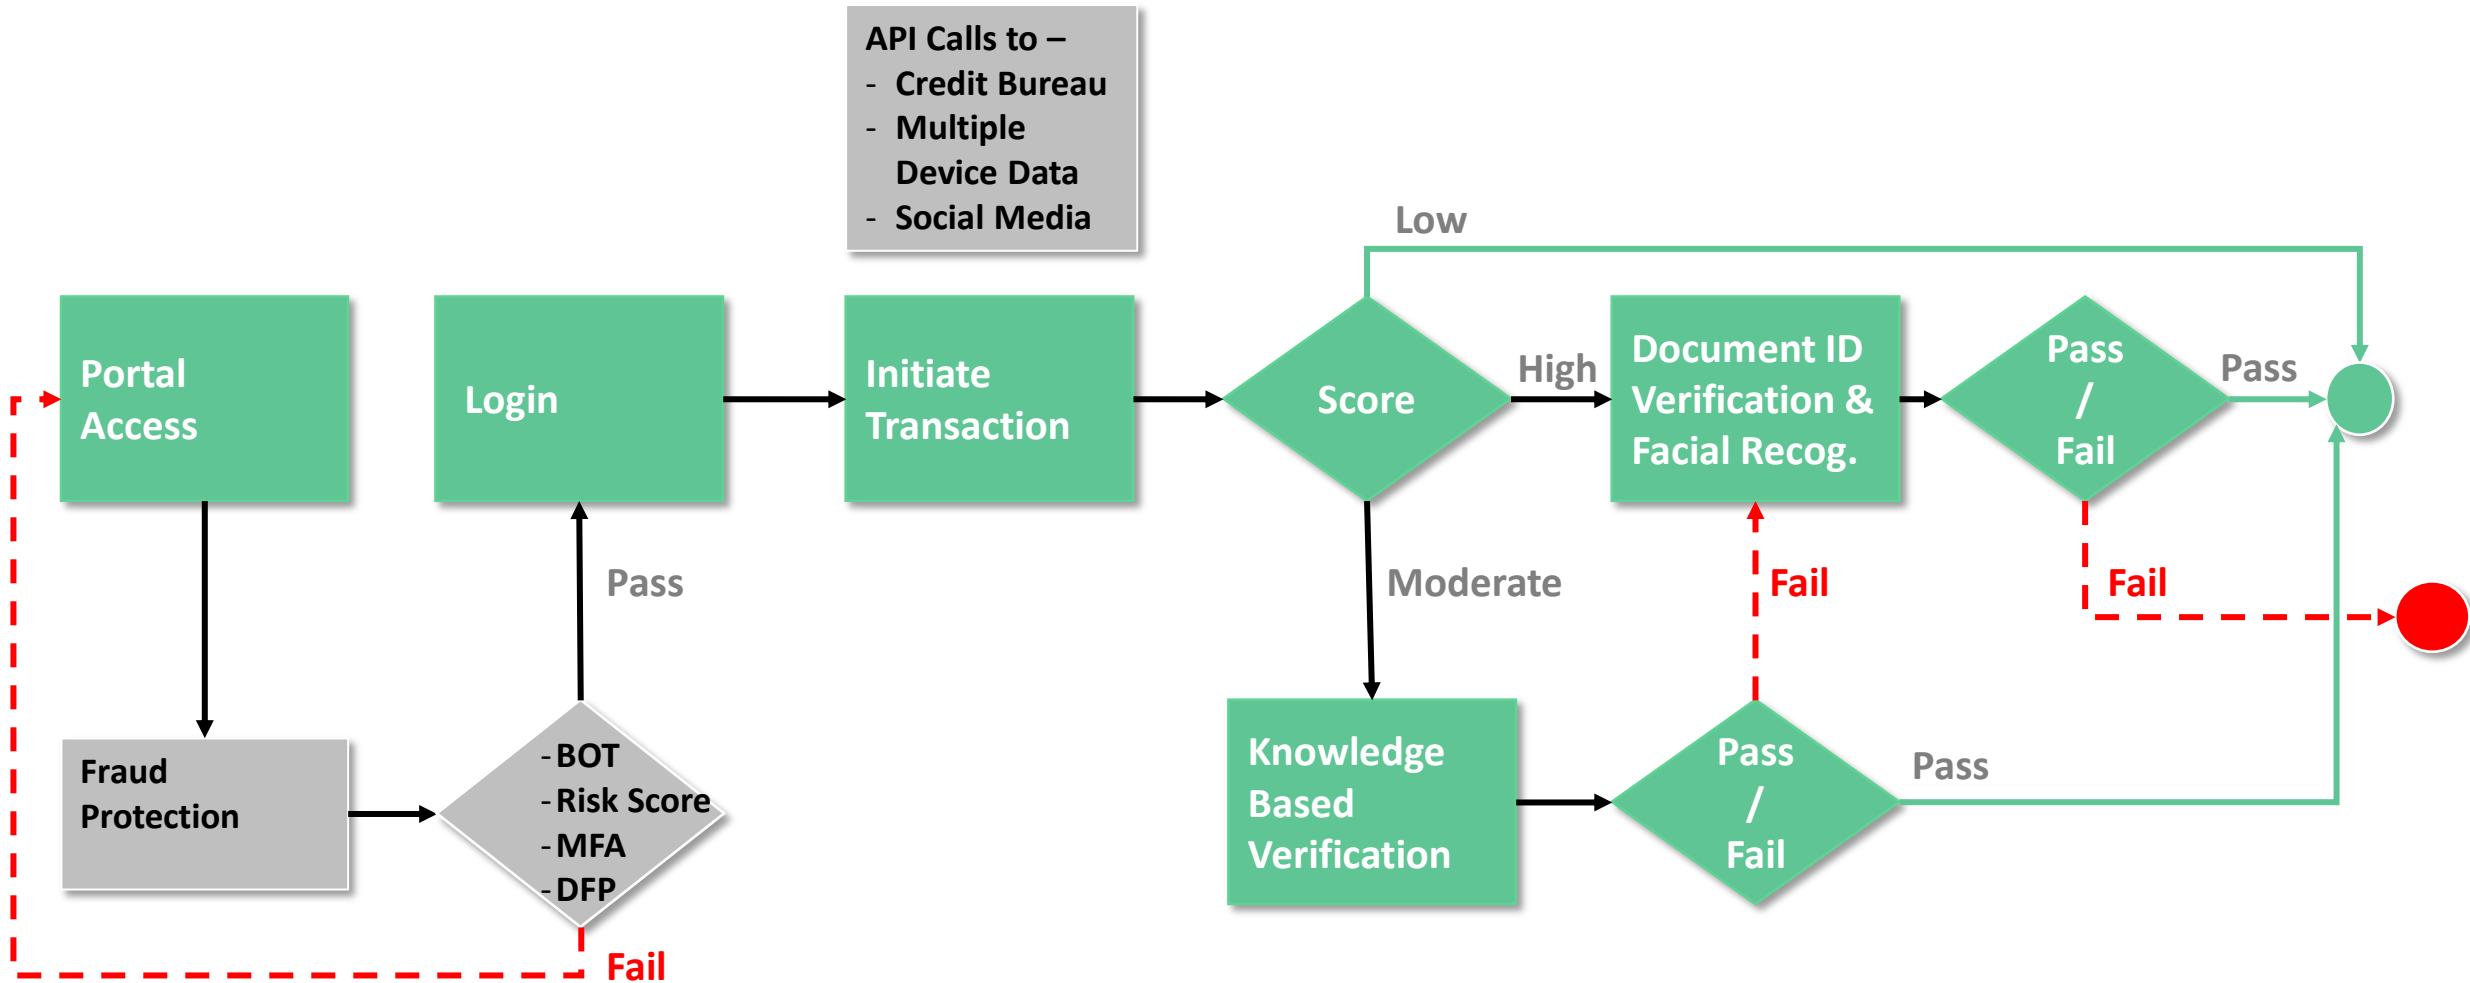 API Calls to –
- Credit Bureau
- Multiple
Device Data
- Social Media
Low
Portal
Access
Login
Initiate
Transaction
Score
High
Document ID
Verification &
Facial Recog.
Pass
/
Fail
Pass
Pass
Moderate
Fail
Fail
Fraud
Protection
- BOT
- Risk Score
- MFA
- DFP
Knowledge
Based
Verification
Pass
/
Fail
Pass
Fail